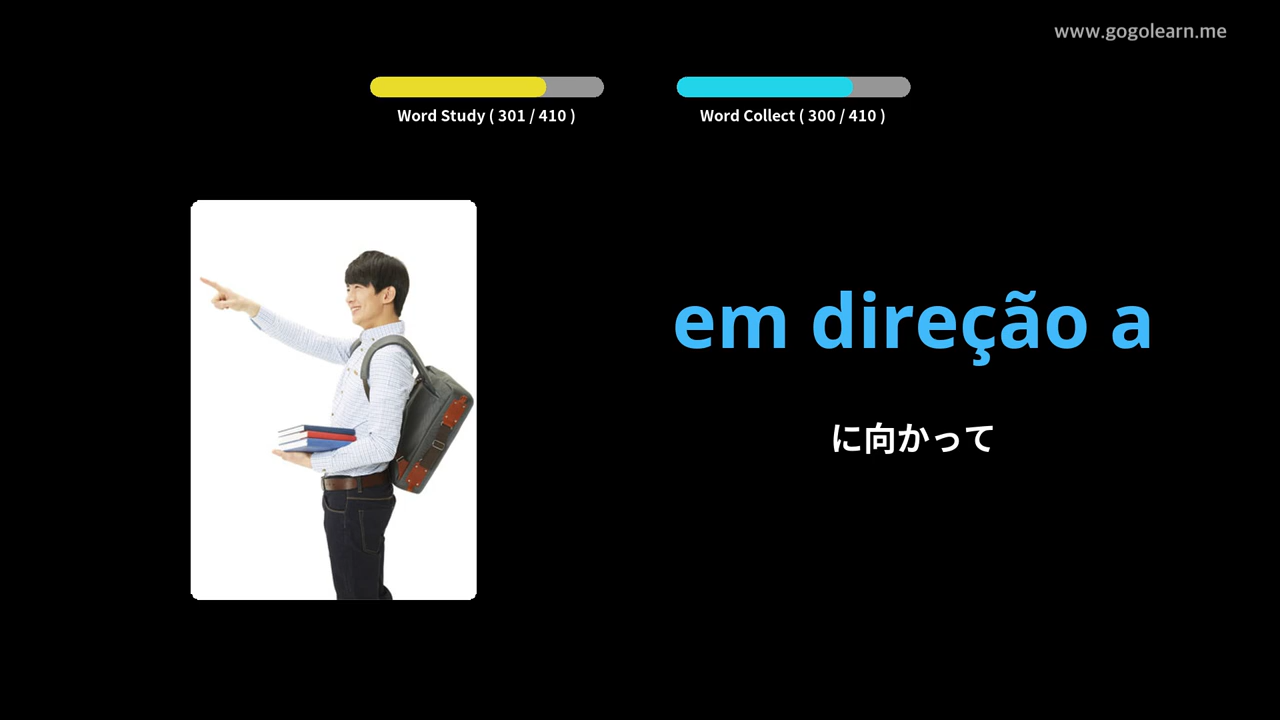 www.gogolearn.me
Word Study ( 301 / 410 )
Word Collect ( 300 / 410 )
em direção a
に向かって